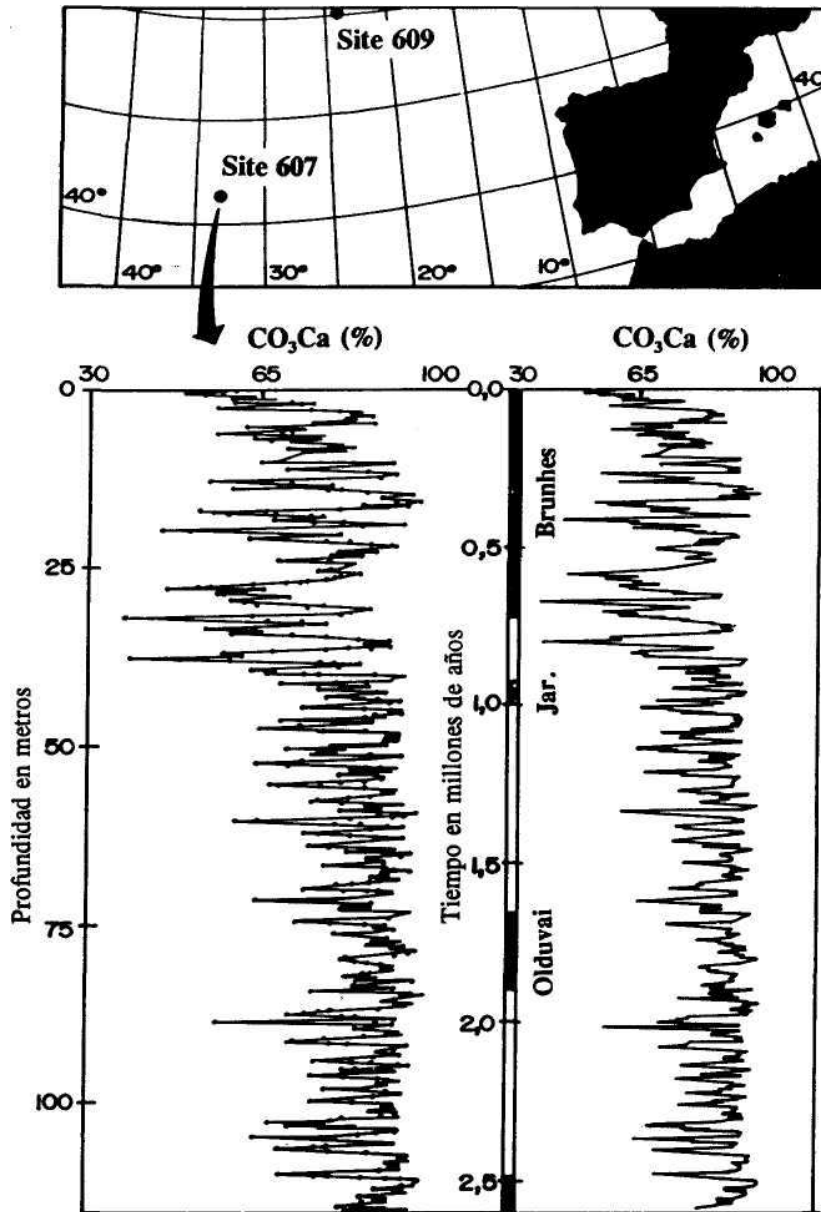 Site 609
40
Site 607
40°
40°
30°
20°
10°
CO₃Ca (%)
CO₃Ca (%)
30
65
100
30
65
100
0
25
50
75
100
Profundidad en metros
0,0
0,5
1,0
1,5
2,0
2,5
Tiempo en millones de años
Brunhes
Jar.
Olduvai